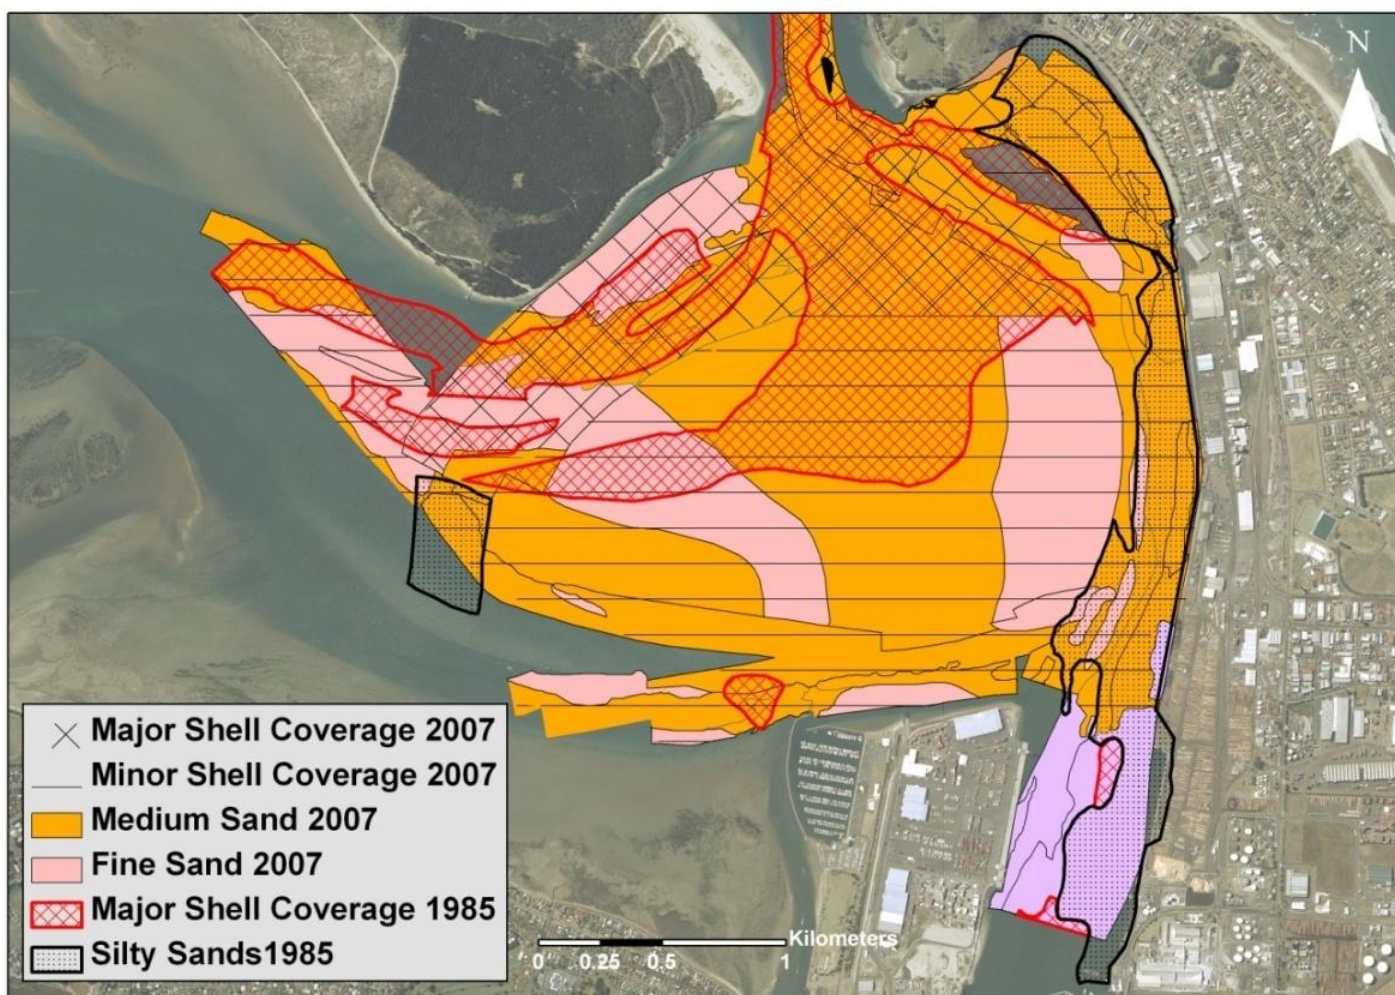 N
Major Shell Coverage 2007
Minor Shell Coverage 2007
Medium Sand 2007
Fine Sand 2007
Major Shell Coverage 1985
Silty Sands1985
Kilometers
0 0.25 0.5 1